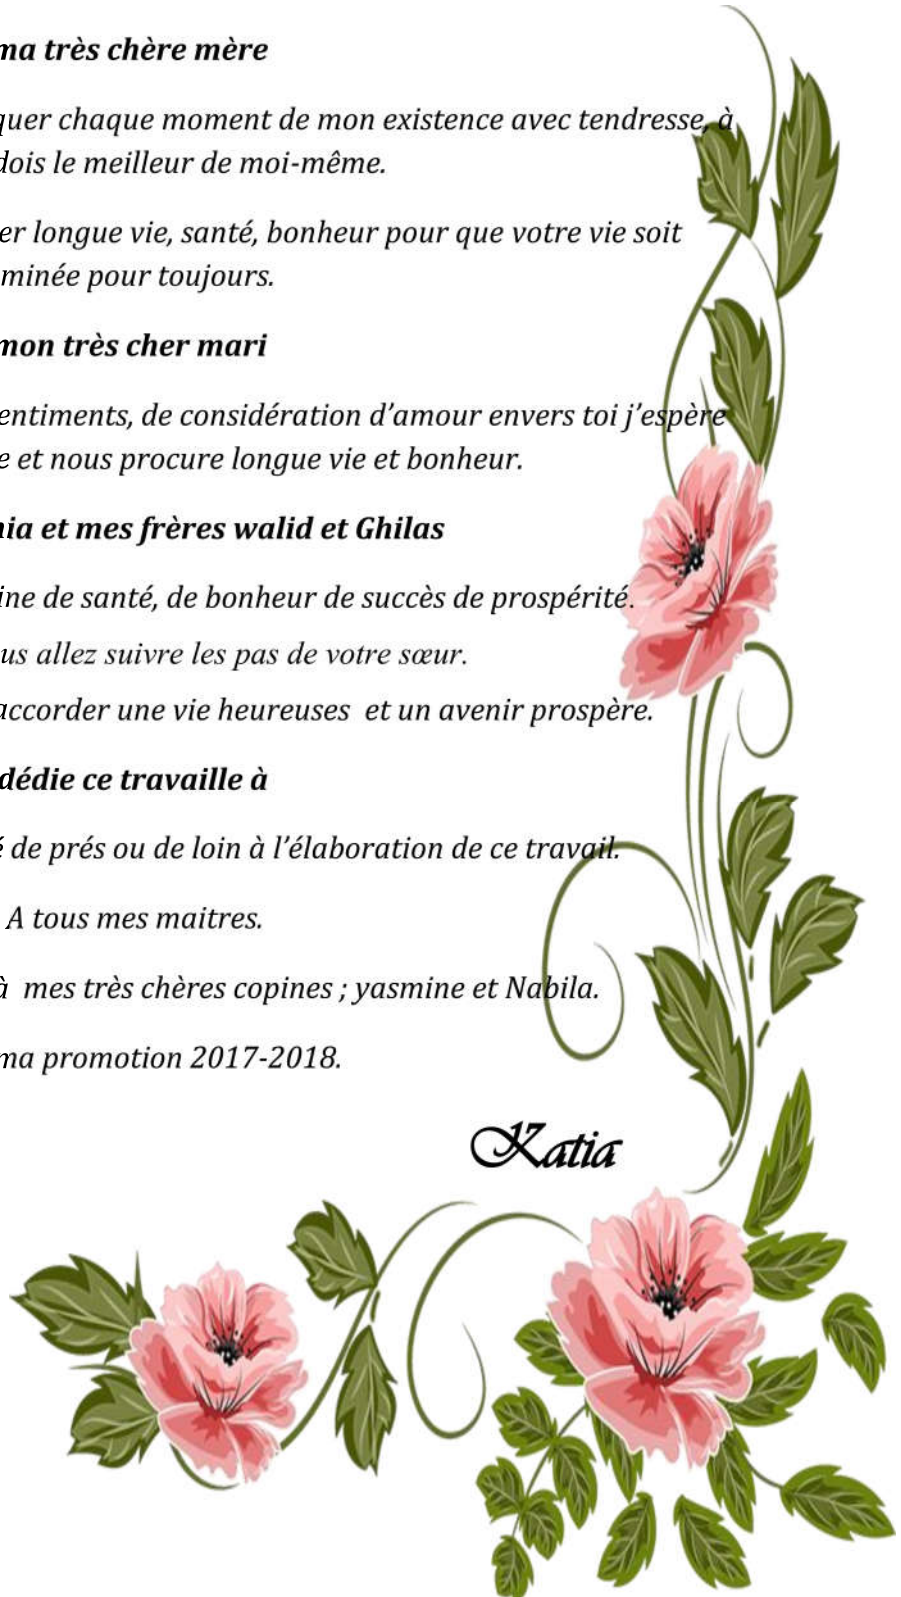 ma très chère mère
quer chaque moment de mon existence avec tendresse, à
dois le meilleur de moi-même.
er longue vie, santé, bonheur pour que votre vie soit
minée pour toujours.
mon très cher mari
entiments, de considération d’amour envers toi j’espère
e et nous procure longue vie et bonheur.
nia et mes frères walid et Ghilas
ine de santé, de bonheur de succès de prospérité.
us allez suivre les pas de votre sœur.
accorder une vie heureuses et un avenir prospère.
dédie ce travaille à
é de prés ou de loin à l’élaboration de ce travail.
A tous mes maitres.
à mes très chères copines ; yasmine et Nabila.
ma promotion 2017-2018.
Katia